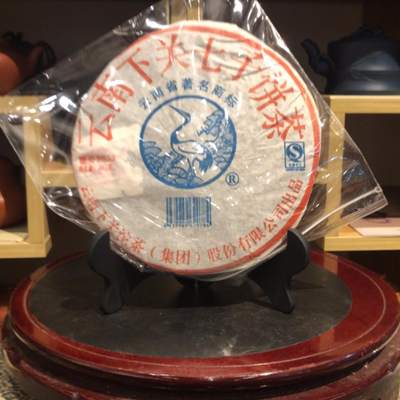 云南下关七子饼茶
云南省著名商标
®
云南下关沱茶（集团）股份有限公司出品